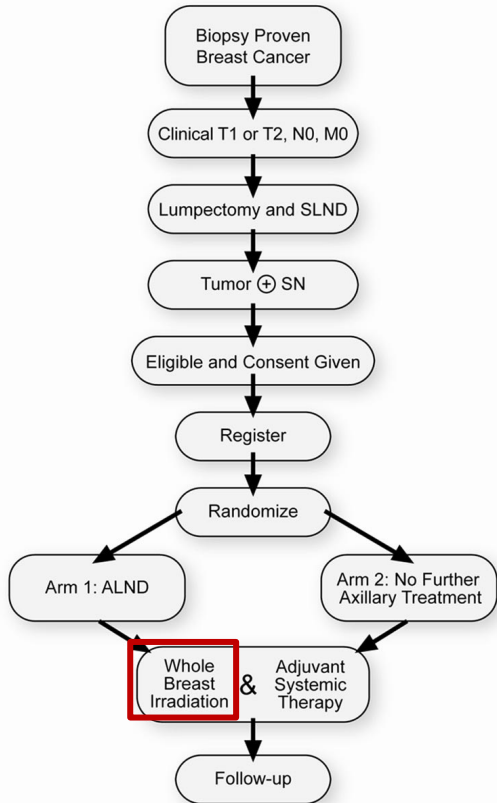 Biopsy Proven
Breast Cancer
Clinical T1 or T2, N0, M0
Lumpectomy and SLND
Tumor ⊕ SN
Eligible and Consent Given
Register
Randomize
Arm 1: ALND
Arm 2: No Further
Axillary Treatment
Whole
Breast
Irradiation
&
Adjuvant
Systemic
Therapy
Follow-up